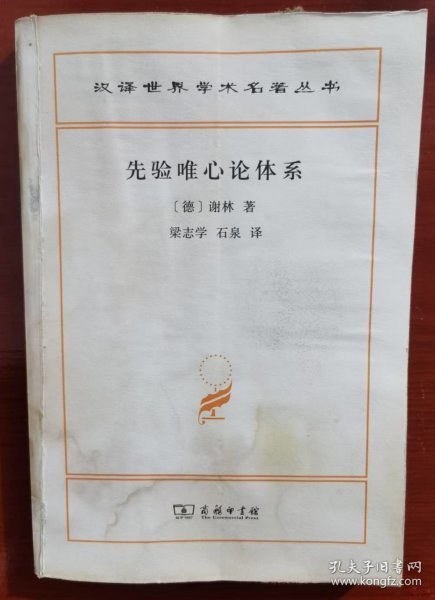 汉译世界学术名著丛书
先验唯心论体系
〔德〕谢林 著
梁志学 石泉 译
商务印书馆
The Commercial Press
孔夫子旧书网
www.kongfz.com